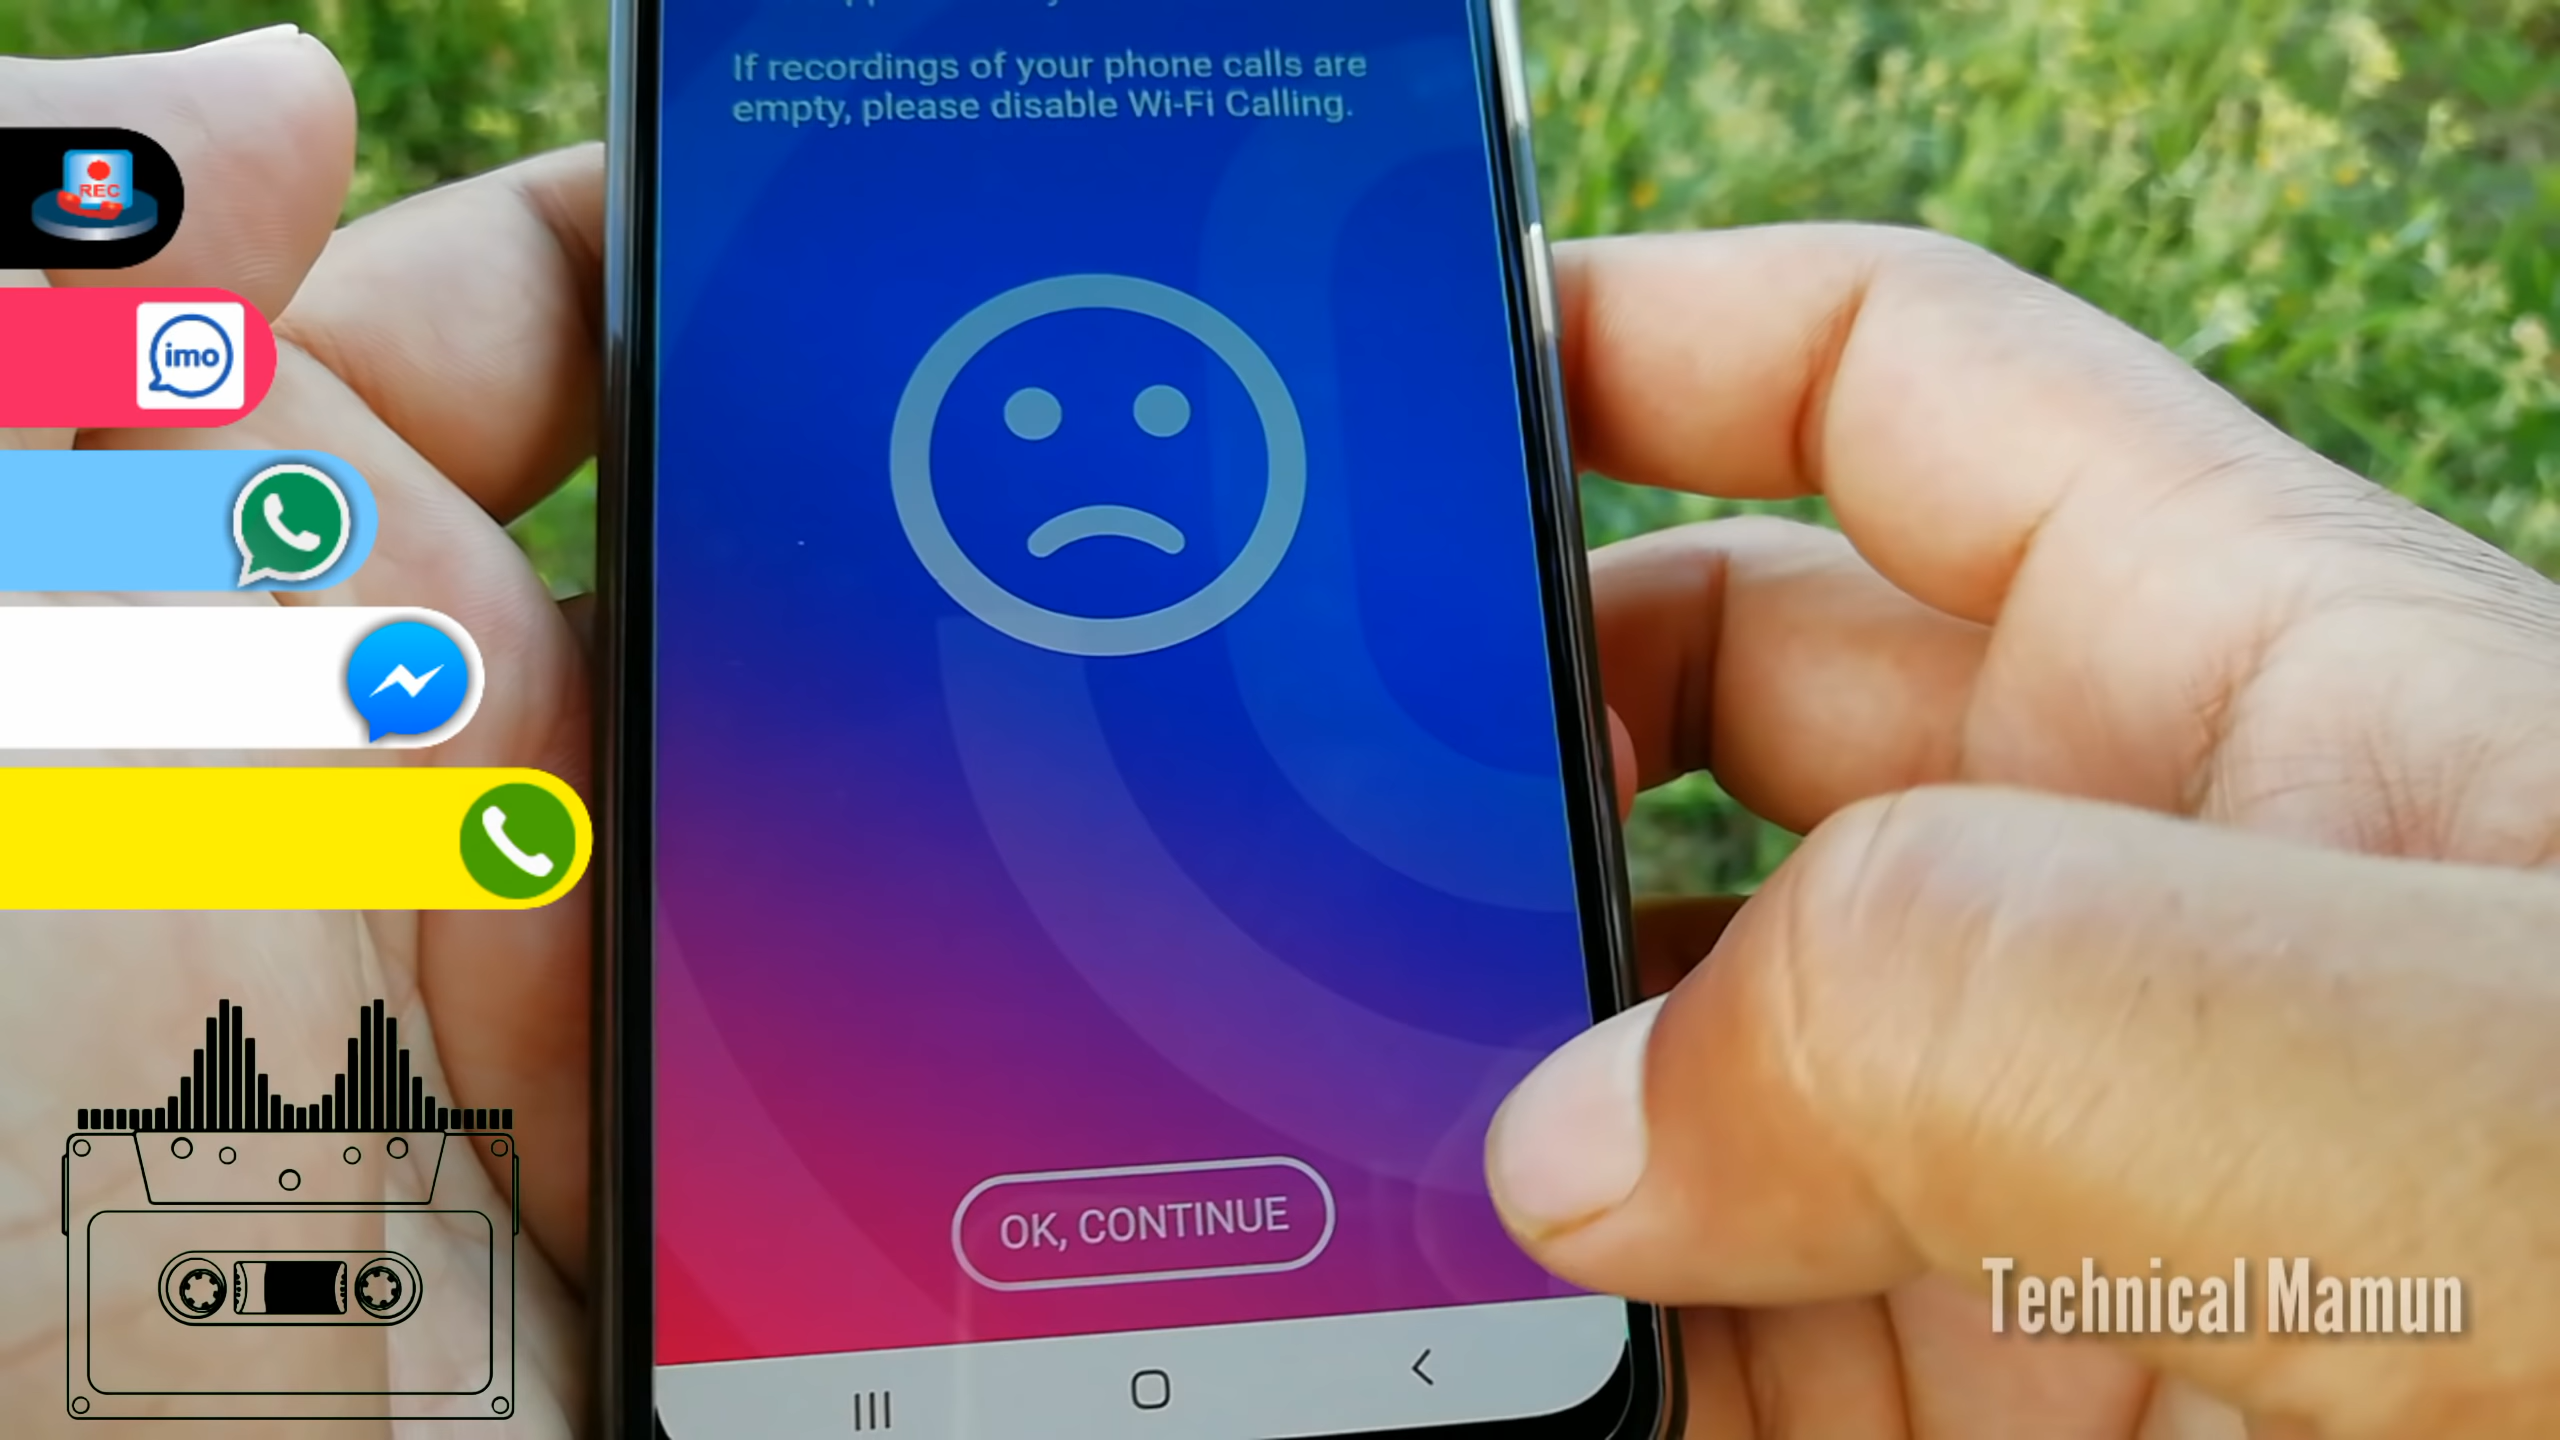 If recordings of your phone calls are
empty, please disable Wi-Fi Calling.
REC
imo
OK, CONTINUE
Technical Mamun